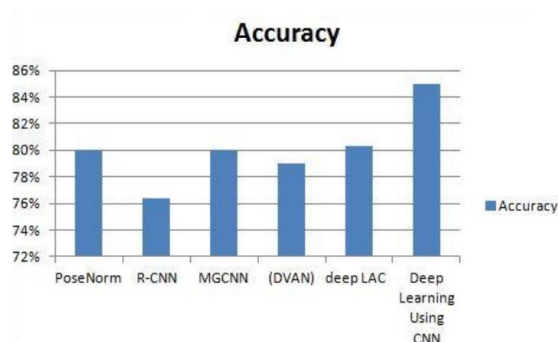 Accuracy
86%
84%
82%
80%
78%
76%
74%
72%
PoseNorm R-CNN MGCNN (DVAN) deep LAC Deep
Learning
Using
CNN
Accuracy